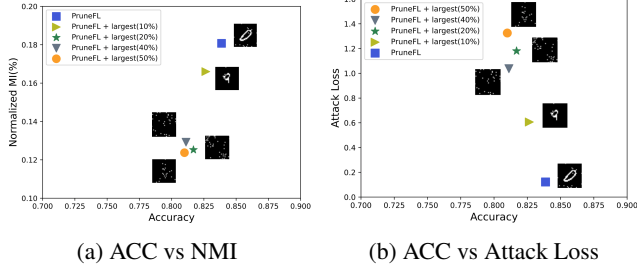 PruneFL
PruneFL + largest(10%)
PruneFL + largest(20%)
PruneFL + largest(40%)
PruneFL + largest(50%)
Normalized MI(%)
0.20
0.18
0.16
0.14
0.12
0.10
0.700 0.725 0.750 0.775 0.800 0.825 0.850 0.875 0.900
Accuracy
(a) ACC vs NMI
PruneFL + largest(50%)
PruneFL + largest(40%)
PruneFL + largest(20%)
PruneFL + largest(10%)
PruneFL
Attack Loss
1.6
1.4
1.2
1.0
0.8
0.6
0.4
0.2
0.0
0.700 0.725 0.750 0.775 0.800 0.825 0.850 0.875 0.900
Accuracy
(b) ACC vs Attack Loss